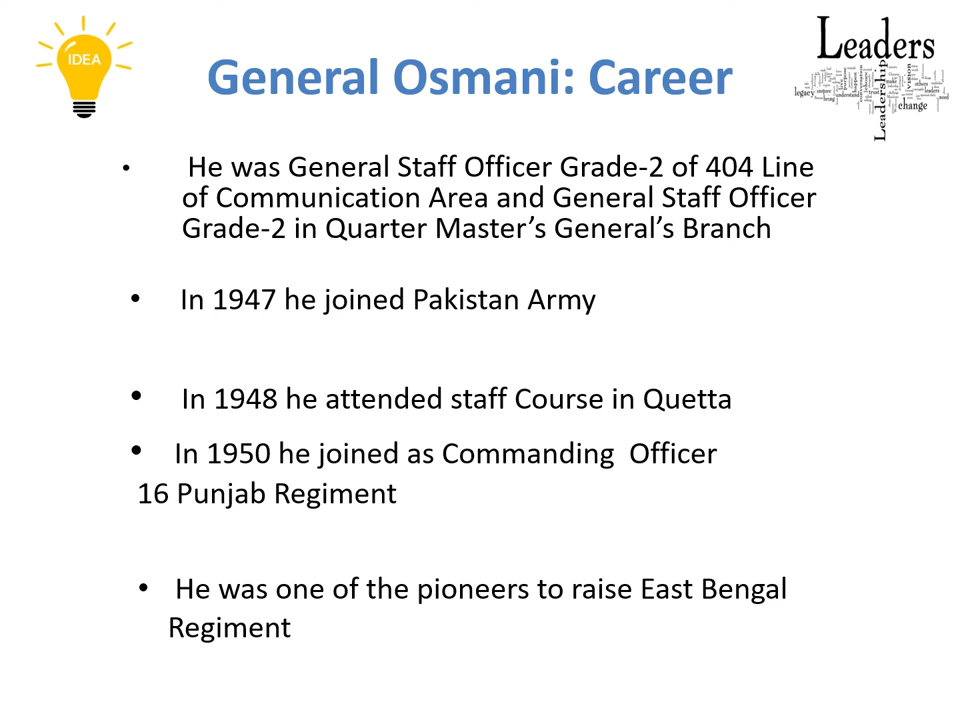 IDEA
Leaders
General Osmani: Career
legacy
Leadership
change
• He was General Staff Officer Grade-2 of 404 Line
of Communication Area and General Staff Officer
Grade-2 in Quarter Master’s General’s Branch
• In 1947 he joined Pakistan Army
• In 1948 he attended staff Course in Quetta
• In 1950 he joined as Commanding Officer
16 Punjab Regiment
• He was one of the pioneers to raise East Bengal
Regiment